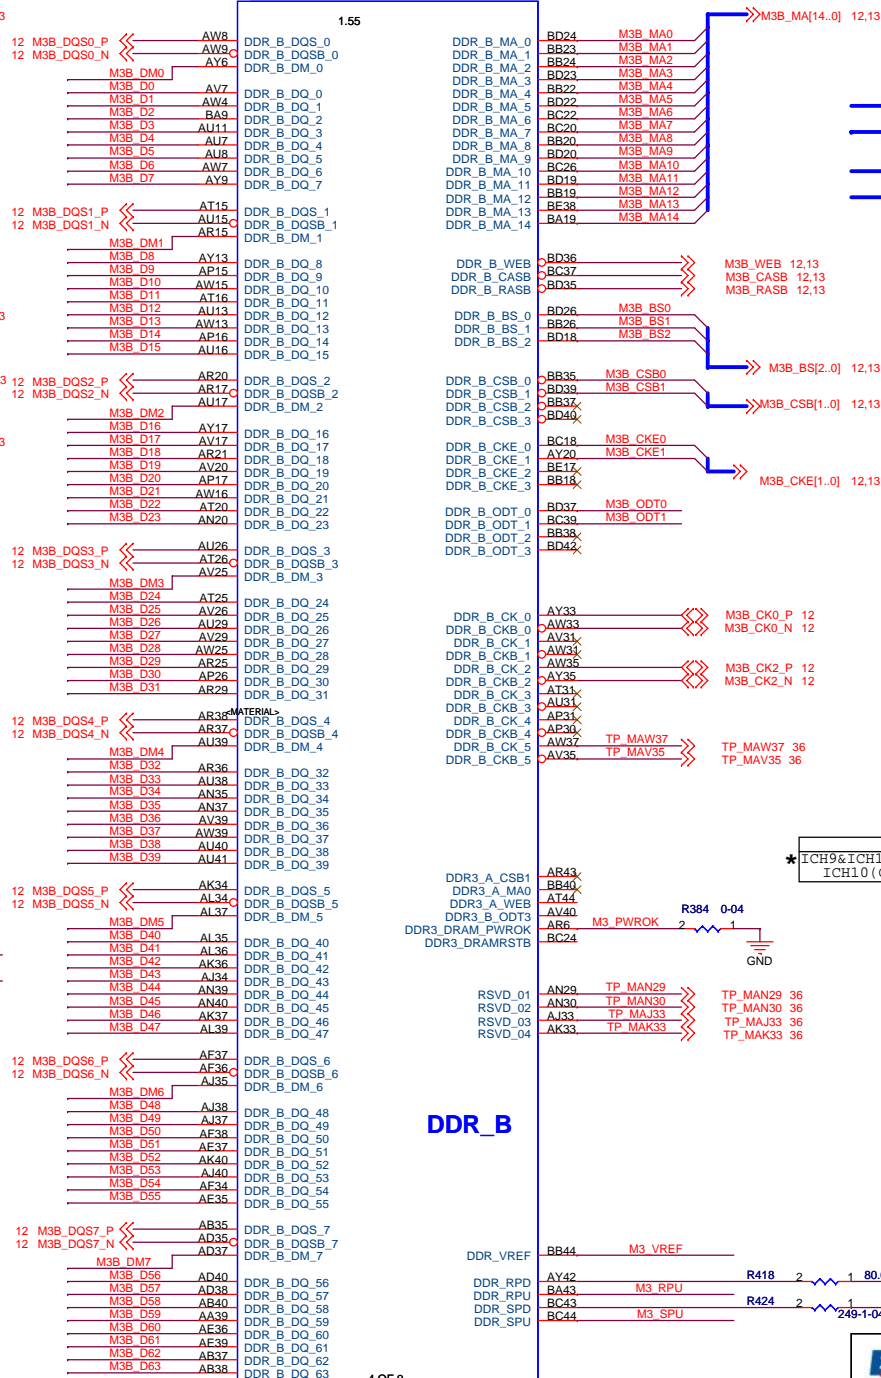 1.55
12 M3B_DQS0_P AW8 DDR_B_DQS_0
12 M3B_DQS0_N AW9 DDR_B_DQSB_0
AY6 DDR_B_DM_0
M3B_DM0
M3B_D0 AV7 DDR_B_DQ_0
M3B_D1 AW4 DDR_B_DQ_1
M3B_D2 BA9 DDR_B_DQ_2
M3B_D3 AU11 DDR_B_DQ_3
M3B_D4 AU7 DDR_B_DQ_4
M3B_D5 AU8 DDR_B_DQ_5
M3B_D6 AW7 DDR_B_DQ_6
M3B_D7 AY9 DDR_B_DQ_7
12 M3B_DQS1_P AT15 DDR_B_DQS_1
12 M3B_DQS1_N AU15 DDR_B_DQSB_1
AR15 DDR_B_DM_1
M3B_DM1
M3B_D8 AY13 DDR_B_DQ_8
M3B_D9 AP15 DDR_B_DQ_9
M3B_D10 AW15 DDR_B_DQ_10
M3B_D11 AT16 DDR_B_DQ_11
M3B_D12 AU13 DDR_B_DQ_12
M3B_D13 AW13 DDR_B_DQ_13
M3B_D14 AP16 DDR_B_DQ_14
M3B_D15 AU16 DDR_B_DQ_15
12 M3B_DQS2_P AR20 DDR_B_DQS_2
12 M3B_DQS2_N AR17 DDR_B_DQSB_2
AU17 DDR_B_DM_2
M3B_DM2
M3B_D16 AY17 DDR_B_DQ_16
M3B_D17 AV17 DDR_B_DQ_17
M3B_D18 AR21 DDR_B_DQ_18
M3B_D19 AV20 DDR_B_DQ_19
M3B_D20 AP17 DDR_B_DQ_20
M3B_D21 AW16 DDR_B_DQ_21
M3B_D22 AT20 DDR_B_DQ_22
M3B_D23 AN20 DDR_B_DQ_23
12 M3B_DQS3_P AU26 DDR_B_DQS_3
12 M3B_DQS3_N AT26 DDR_B_DQSB_3
AV25 DDR_B_DM_3
M3B_DM3
M3B_D24 AT25 DDR_B_DQ_24
M3B_D25 AV26 DDR_B_DQ_25
M3B_D26 AU29 DDR_B_DQ_26
M3B_D27 AV29 DDR_B_DQ_27
M3B_D28 AW25 DDR_B_DQ_28
M3B_D29 AR25 DDR_B_DQ_29
M3B_D30 AP26 DDR_B_DQ_30
M3B_D31 AR29 DDR_B_DQ_31
<MATERIAL>
12 M3B_DQS4_P AR38 DDR_B_DQS_4
12 M3B_DQS4_N AR37 DDR_B_DQSB_4
AU39 DDR_B_DM_4
M3B_DM4
M3B_D32 AR36 DDR_B_DQ_32
M3B_D33 AU38 DDR_B_DQ_33
M3B_D34 AN35 DDR_B_DQ_34
M3B_D35 AN37 DDR_B_DQ_35
M3B_D36 AV39 DDR_B_DQ_36
M3B_D37 AW39 DDR_B_DQ_37
M3B_D38 AU40 DDR_B_DQ_38
M3B_D39 AU41 DDR_B_DQ_39
12 M3B_DQS5_P AK34 DDR_B_DQS_5
12 M3B_DQS5_N AL34 DDR_B_DQSB_5
AL37 DDR_B_DM_5
M3B_DM5
M3B_D40 AL35 DDR_B_DQ_40
M3B_D41 AL36 DDR_B_DQ_41
M3B_D42 AK36 DDR_B_DQ_42
M3B_D43 AJ34 DDR_B_DQ_43
M3B_D44 AN39 DDR_B_DQ_44
M3B_D45 AN40 DDR_B_DQ_45
M3B_D46 AK37 DDR_B_DQ_46
M3B_D47 AL39 DDR_B_DQ_47
12 M3B_DQS6_P AF37 DDR_B_DQS_6
12 M3B_DQS6_N AF36 DDR_B_DQSB_6
AJ35 DDR_B_DM_6
M3B_DM6
M3B_D48 AJ38 DDR_B_DQ_48
M3B_D49 AJ37 DDR_B_DQ_49
M3B_D50 AF38 DDR_B_DQ_50
M3B_D51 AE37 DDR_B_DQ_51
M3B_D52 AK40 DDR_B_DQ_52
M3B_D53 AJ40 DDR_B_DQ_53
M3B_D54 AF34 DDR_B_DQ_54
M3B_D55 AE35 DDR_B_DQ_55
12 M3B_DQS7_P AB35 DDR_B_DQS_7
12 M3B_DQS7_N AD35 DDR_B_DQSB_7
AD37 DDR_B_DM_7
M3B_DM7
M3B_D56 AD40 DDR_B_DQ_56
M3B_D57 AD38 DDR_B_DQ_57
M3B_D58 AB40 DDR_B_DQ_58
M3B_D59 AA39 DDR_B_DQ_59
M3B_D60 AE36 DDR_B_DQ_60
M3B_D61 AE39 DDR_B_DQ_61
M3B_D62 AB37 DDR_B_DQ_62
M3B_D63 AB38 DDR_B_DQ_63
M3B_MA[14..0] 12,13
DDR_B_MA_0 BD24 M3B_MA0
DDR_B_MA_1 BB23 M3B_MA1
DDR_B_MA_2 BB24 M3B_MA2
DDR_B_MA_3 BD23 M3B_MA3
DDR_B_MA_4 BB22 M3B_MA4
DDR_B_MA_5 BD22 M3B_MA5
DDR_B_MA_6 BC22 M3B_MA6
DDR_B_MA_7 BC20 M3B_MA7
DDR_B_MA_8 BB20 M3B_MA8
DDR_B_MA_9 BD20 M3B_MA9
DDR_B_MA_10 BC26 M3B_MA10
DDR_B_MA_11 BD19 M3B_MA11
DDR_B_MA_12 BB19 M3B_MA12
DDR_B_MA_13 BE38 M3B_MA13
DDR_B_MA_14 BA19 M3B_MA14
DDR_B_WEB BD36 M3B_WEB 12,13
DDR_B_CASB BC37 M3B_CASB 12,13
DDR_B_RASB BD35 M3B_RASB 12,13
DDR_B_BS_0 BD26 M3B_BS0
DDR_B_BS_1 BB26 M3B_BS1
DDR_B_BS_2 BD18 M3B_BS2
M3B_BS[2..0] 12,13
DDR_B_CSB_0 BB35 M3B_CSB0
DDR_B_CSB_1 BD39 M3B_CSB1
DDR_B_CSB_2 BB37 M3B_CSB[1..0] 12,13
DDR_B_CSB_3 BD40
DDR_B_CKE_0 BC18 M3B_CKE0
DDR_B_CKE_1 AY20 M3B_CKE1
DDR_B_CKE_2 BE17
DDR_B_CKE_3 BB18 M3B_CKE[1..0] 12,13
DDR_B_ODT_0 BD37 M3B_ODT0
DDR_B_ODT_1 BC39 M3B_ODT1
DDR_B_ODT_2 BB38
DDR_B_ODT_3 BD42
DDR_B_CK_0 AY33 M3B_CK0_P 12
DDR_B_CKB_0 AW33 M3B_CK0_N 12
DDR_B_CK_1 AV31
DDR_B_CKB_1 AW31
DDR_B_CK_2 AW35 M3B_CK2_P 12
DDR_B_CKB_2 AY35 M3B_CK2_N 12
DDR_B_CK_3 AT31
DDR_B_CKB_3 AU31
DDR_B_CK_4 AP31
DDR_B_CKB_4 AP30
DDR_B_CK_5 AW37 TP_MAW37 TP_MAW37 36
DDR_B_CKB_5 AV35 TP_MAV35 TP_MAV35 36
* ICH9&ICH1
ICH10(
DDR3_A_CSB1 AR43
DDR3_A_MA0 BB40
DDR3_A_WEB AT44
DDR3_B_ODT3 AV40
DDR3_DRAM_PWROK AR6 M3_PWROK R384 0-04 2 1
DDR3_DRAMRSTB BC24
GND
RSVD_01 AN29 TP_MAN29 TP_MAN29 36
RSVD_02 AN30 TP_MAN30 TP_MAN30 36
RSVD_03 AJ33 TP_MAJ33 TP_MAJ33 36
RSVD_04 AK33 TP_MAK33 TP_MAK33 36
DDR_B
DDR_VREF BB44 M3_VREF
DDR_RPD AY42 R418 2 1 80.
DDR_RPU BA43 M3_RPU
DDR_SPD BC43 R424 2 1 249-1-04
DDR_SPU BC44 M3_SPU